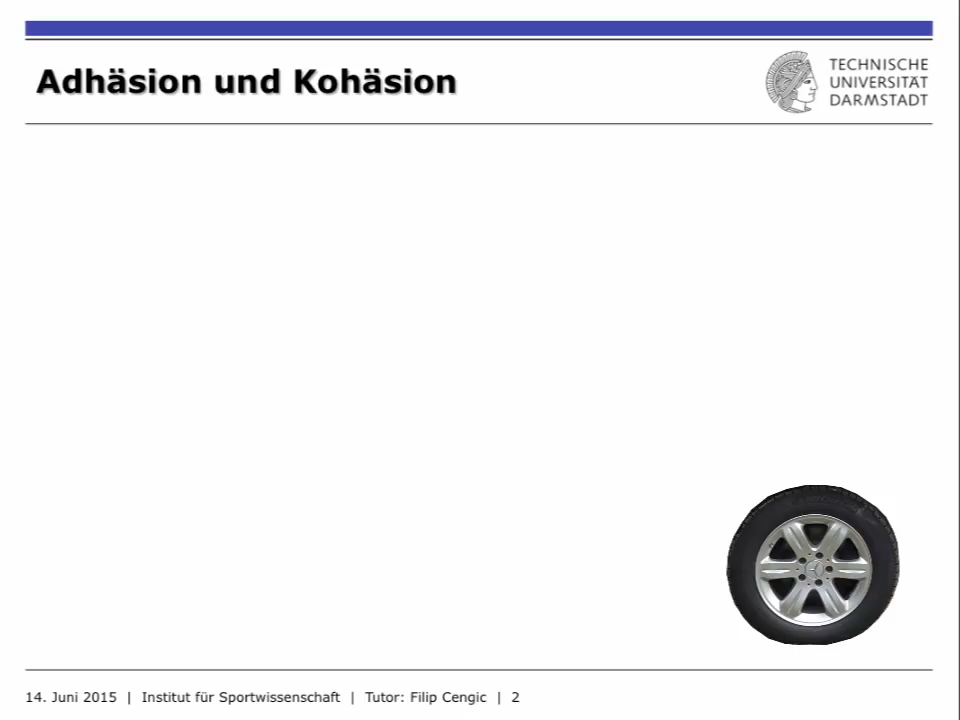 Adhäsion und Kohäsion
TECHNISCHE
UNIVERSITÄT
DARMSTADT
14. Juni 2015 | Institut für Sportwissenschaft | Tutor: Filip Cengic | 2